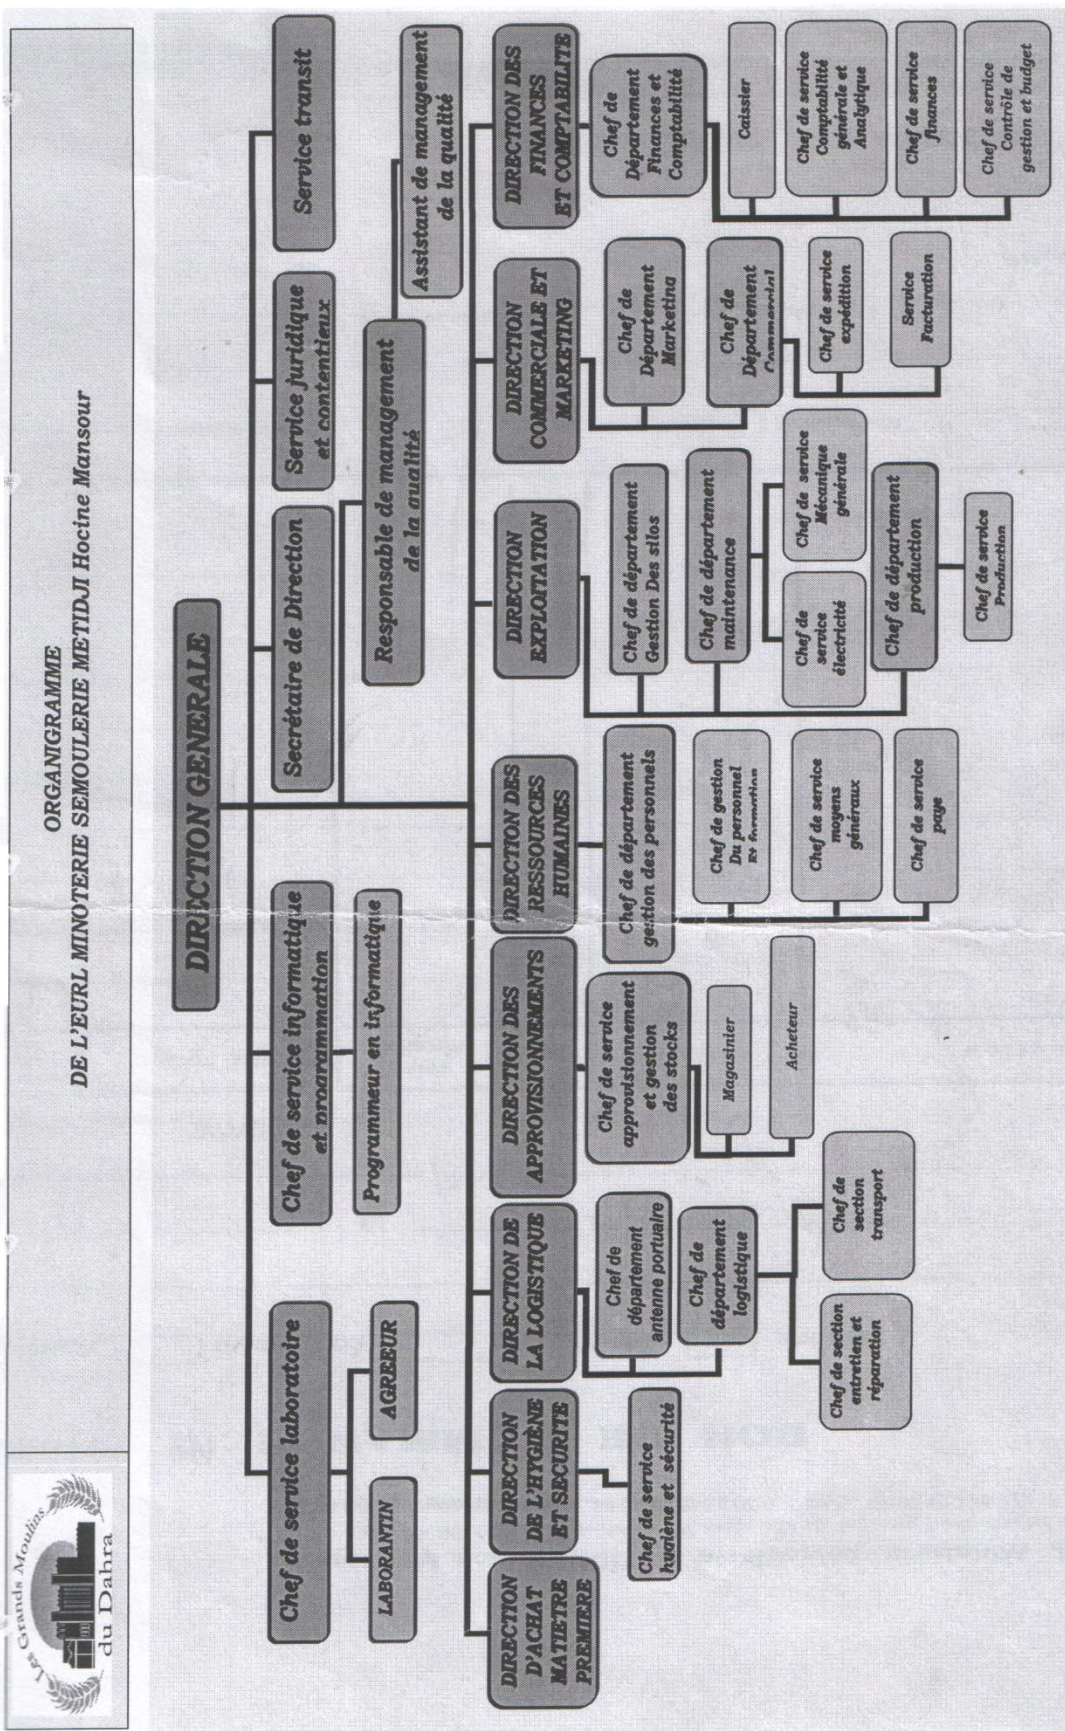 Les Grands Moulins
du Dahra
ORGANIGRAMME
DE L'EURL MINOTERIE SEMOULERIE METIDJI Hocine Mansour
DIRECTION GENERALE
Chef de service laboratoire
Chef de service informatique
et programmation
Secrétaire de Direction
Service juridique
et contentieux
Service transit
LABORANTIN
AGREEUR
Programmeur en informatique
Responsable de management
de la qualité
Assistant de management
de la qualité
DIRECTION
D'ACHAT
MATIETRE
PREMIERE
DIRECTION
DE L'HYGIÈNE
ET SECURITE
DIRECTION DE
LA LOGISTIQUE
DIRECTION DES
APPROVISIONNEMENTS
DIRECTION DES
RESSOURCES
HUMAINES
DIRECTION
EXPLOITATION
DIRECTION
COMMERCIALE ET
MARKETING
DIRECTION DES
FINANCES
ET COMPTABILITE
Chef de service
hygiène et sécurité
Chef de
département
antenne portuaire
Chef de
département
logistique
Chef de section
entretien et
réparation
Chef de
section
transport
Chef de service
approvisionnement
et gestion
des stocks
Magasinier
Acheteur
Chef de département
gestion des personnels
Chef de gestion
Du personnel
Et formation
Chef de service
moyens
généraux
Chef de service
paye
Chef de département
Gestion Des silos
Chef de département
maintenance
Chef de
service
électricité
Chef de service
Mécanique
générale
Chef de département
production
Chef de service
Production
Chef de
Département
Marketing
Chef de
Département
Commercial
Chef de service
expédition
Service
Facturation
Chef de
Département
Finances et
Comptabilité
Caissier
Chef de service
Comptabilité
générale et
Analytique
Chef de service
finances
Chef de service
Contrôle de
gestion et budget